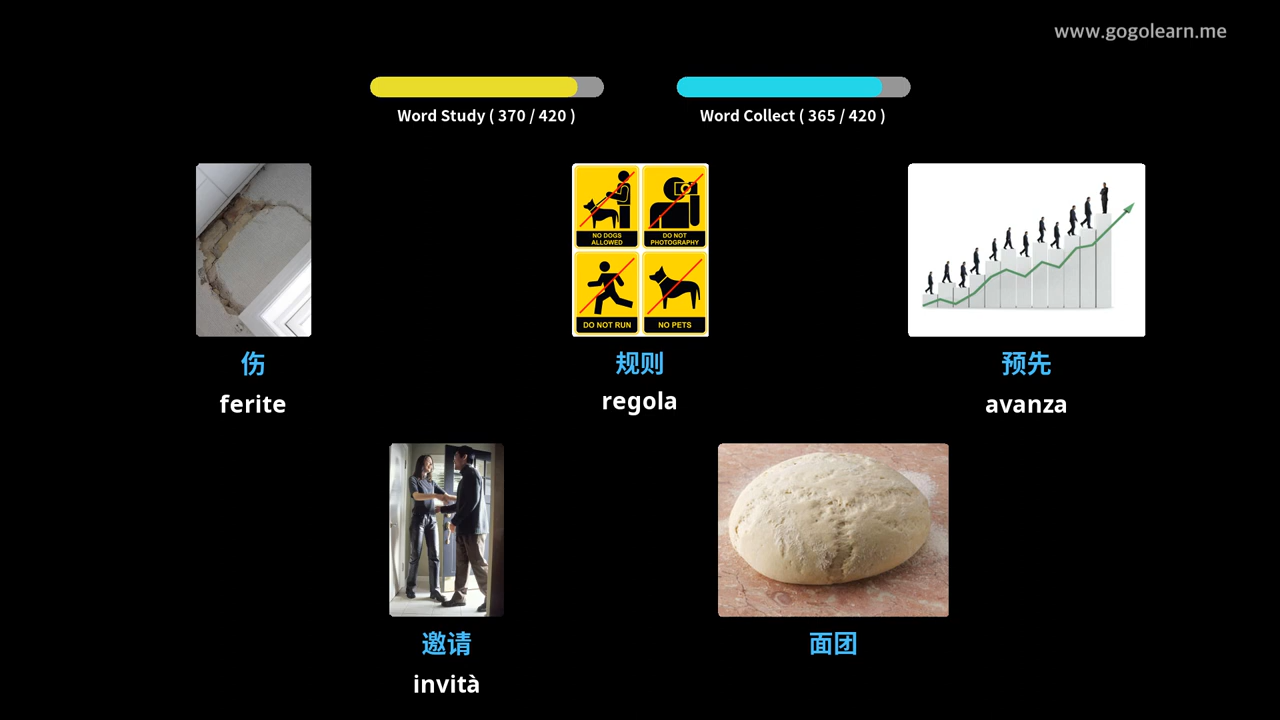 www.gogolearn.me
Word Study ( 370 / 420 )
Word Collect ( 365 / 420 )
NO DOGS
ALLOWED
DO NOT
PHOTOGRAPHY
DO NOT RUN
NO PETS
伤
规则
预先
ferite
regola
avanza
邀请
面团
invità